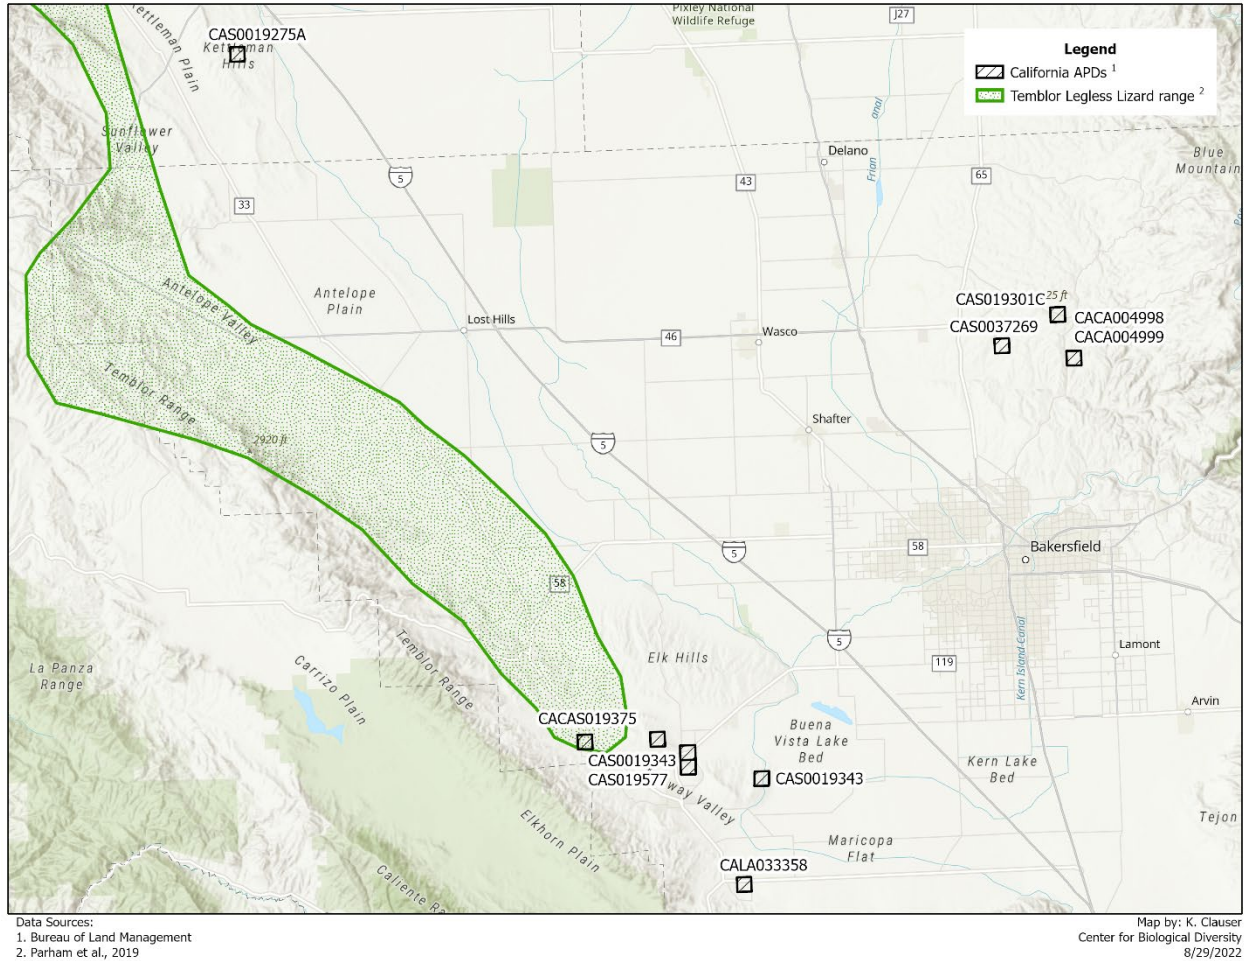 Pixley National
Wildlife Refuge
J27
Kettleman Plain
CAS0019275A
Kettleman
Hills
Legend
California APDs 1
Temblor Legless Lizard range 2
Sunflower
Valley
Delano
Blue
Mountain
5
43
65
33
Antelope Valley
Antelope
Plain
Lost Hills
46
Wasco
CAS019301C
25 ft
CACA004998
CAS0037269
CACA004999
Temblor Range
2920 ft
Shafter
5
5
58
Bakersfield
58
Kern Island Canal
5
Lamont
119
Elk Hills
La Panza
Range
Carrizo Plain
Temblor Range
Arvin
CACAS019375
Buena
Vista Lake
Bed
CAS0019343
CAS019577
way Valley
CAS0019343
Kern Lake
Bed
Tejon
Elkhorn Plain
Maricopa
Flat
CALA033358
Caliente Ra
Data Sources:
1. Bureau of Land Management
2. Parham et al., 2019
Map by: K. Clauser
Center for Biological Diversity
8/29/2022